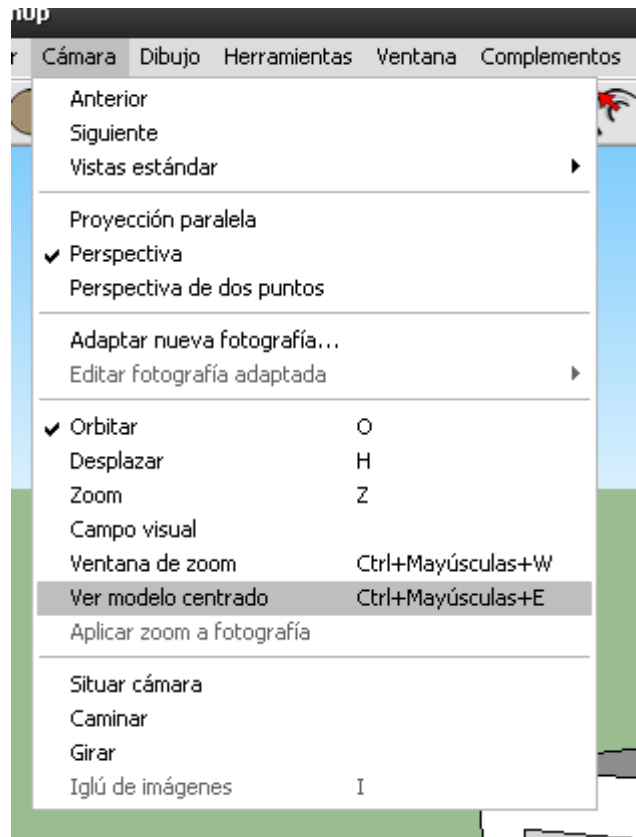 Cámara Dibujo Herramientas Ventana Complementos
Anterior
Siguiente
Vistas estándar
Proyección paralela
Perspectiva
Perspectiva de dos puntos
Adaptar nueva fotografía...
Editar fotografía adaptada
Orbitar O
Desplazar H
Zoom Z
Campo visual
Ventana de zoom Ctrl+Mayúsculas+W
Ver modelo centrado Ctrl+Mayúsculas+E
Aplicar zoom a fotografía
Situar cámara
Caminar
Girar
Iglú de imágenes I